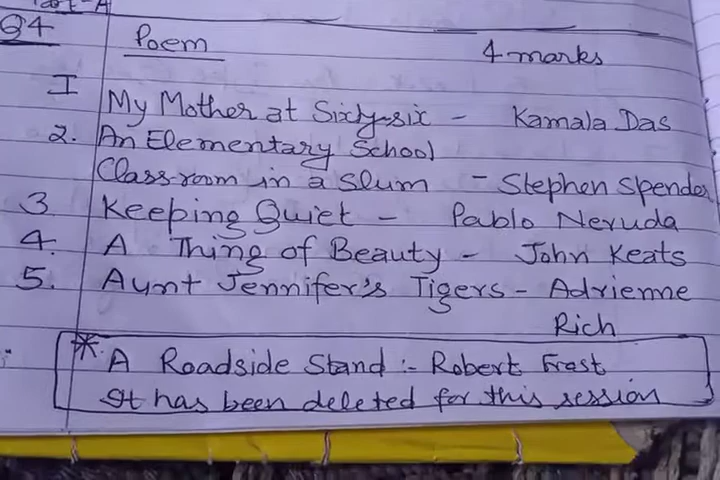 Part-A
Q4 Poem 4 marks
I My Mother at Sixty-six - Kamala Das
2. An Elementary School
Classroom in a Slum - Stephen Spender
3 Keeping Quiet - Pablo Neruda
4. A Thing of Beauty - John Keats
5. Aunt Jennifer's Tigers - Adrienne
Rich
* A Roadside Stand :- Robert Frost
It has been deleted for this session